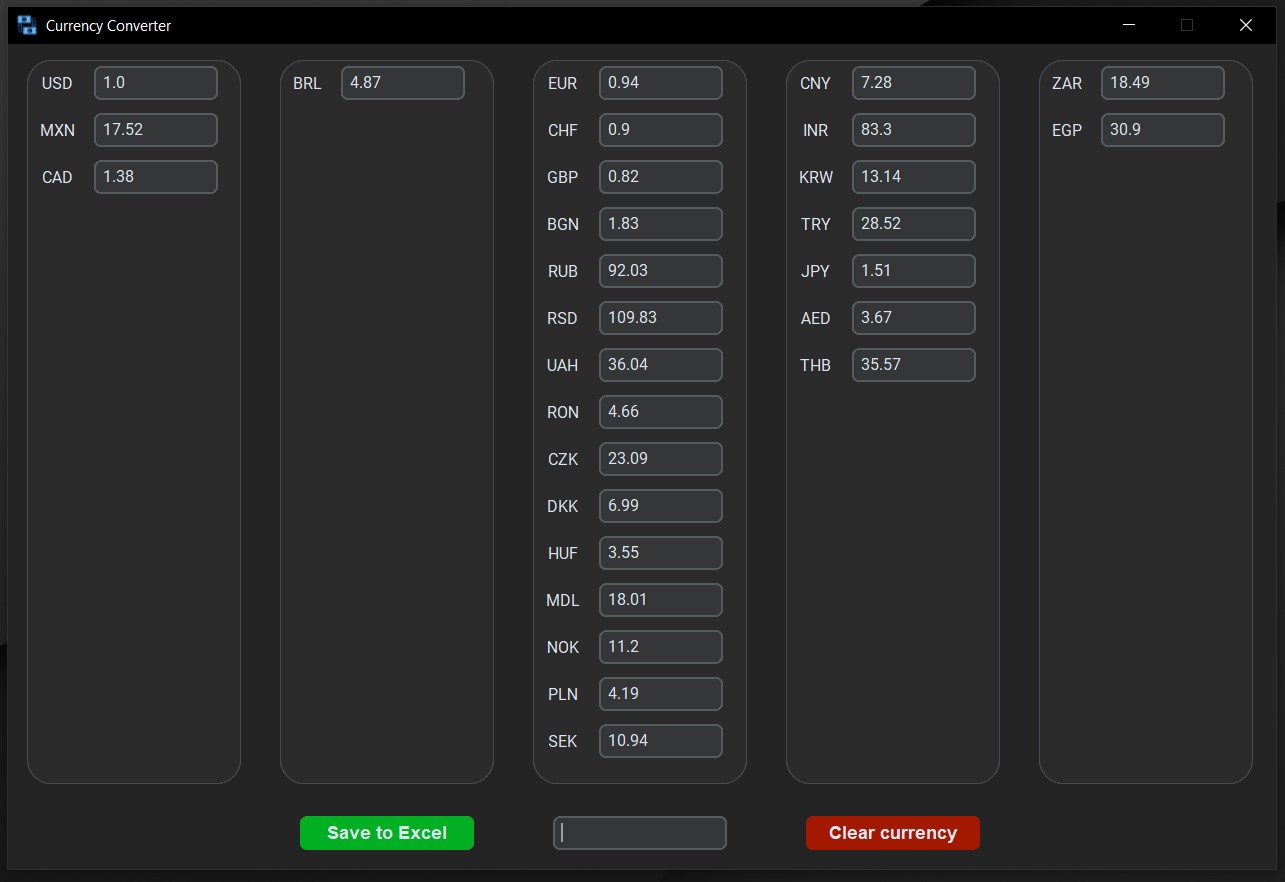 Currency Converter
USD 1.0
MXN 17.52
CAD 1.38
BRL 4.87
EUR 0.94
CHF 0.9
GBP 0.82
BGN 1.83
RUB 92.03
RSD 109.83
UAH 36.04
RON 4.66
CZK 23.09
DKK 6.99
HUF 3.55
MDL 18.01
NOK 11.2
PLN 4.19
SEK 10.94
CNY 7.28
INR 83.3
KRW 13.14
TRY 28.52
JPY 1.51
AED 3.67
THB 35.57
ZAR 18.49
EGP 30.9
Save to Excel
Clear currency